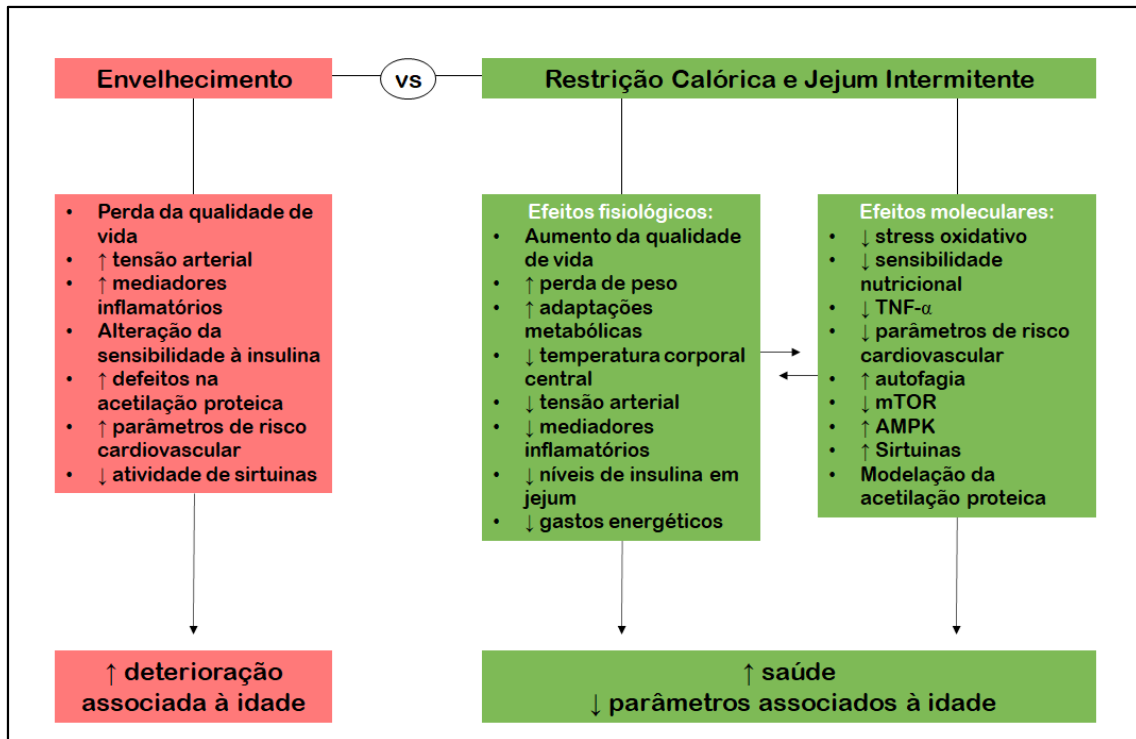 Envelhecimento
vs
Restrição Calórica e Jejum Intermitente
• Perda da qualidade de
vida
• ↑ tensão arterial
• ↑ mediadores
inflamatórios
• Alteração da
sensibilidade à insulina
• ↑ defeitos na
acetilação proteica
• ↑ parâmetros de risco
cardiovascular
• ↓ atividade de sirtuinas
Efeitos fisiológicos:
• Aumento da qualidade
de vida
• ↑ perda de peso
• ↑ adaptações
metabólicas
• ↓ temperatura corporal
central
• ↓ tensão arterial
• ↓ mediadores
inflamatórios
• ↓ níveis de insulina em
jejum
• ↓ gastos energéticos
Efeitos moleculares:
• ↓ stress oxidativo
• ↓ sensibilidade
nutricional
• ↓ TNF-α
• ↓ parâmetros de risco
cardiovascular
• ↑ autofagia
• ↓ mTOR
• ↑ AMPK
• ↑ Sirtuinas
• Modelação da
acetilação proteica
↑ deterioração
associada à idade
↑ saúde
↓ parâmetros associados à idade